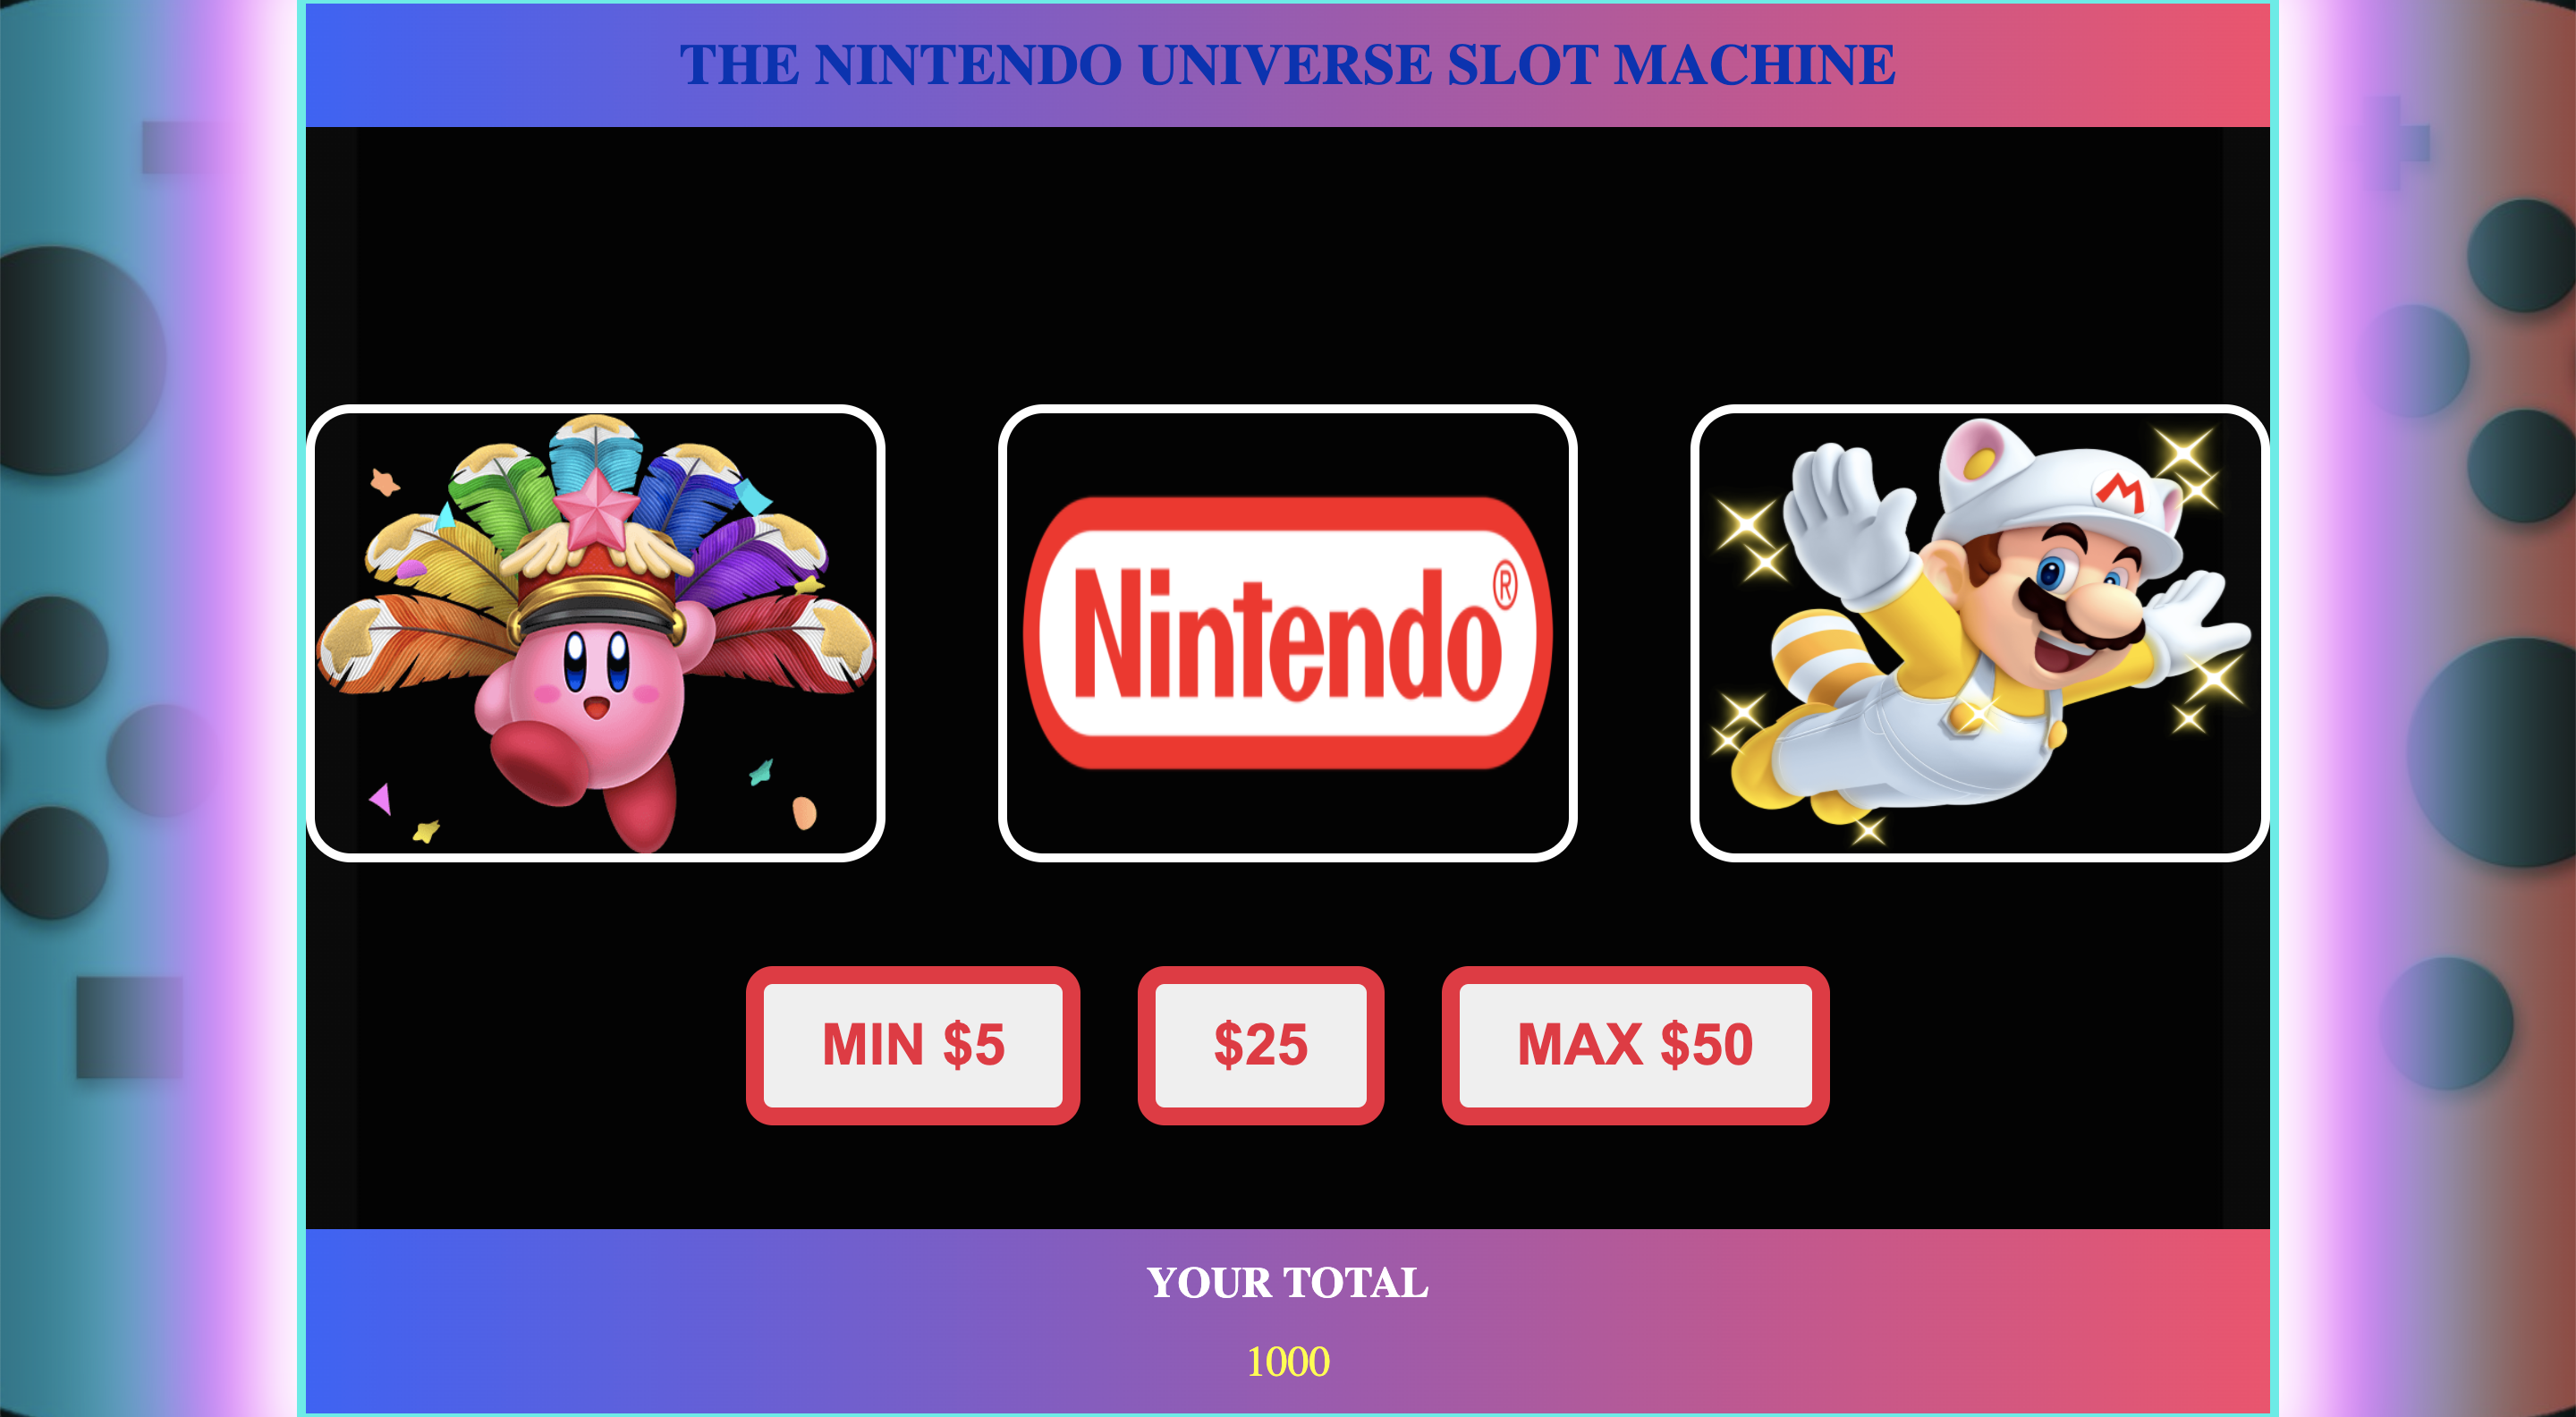 THE NINTENDO UNIVERSE SLOT MACHINE
Nintendo®
M
MIN $5
$25
MAX $50
YOUR TOTAL
1000